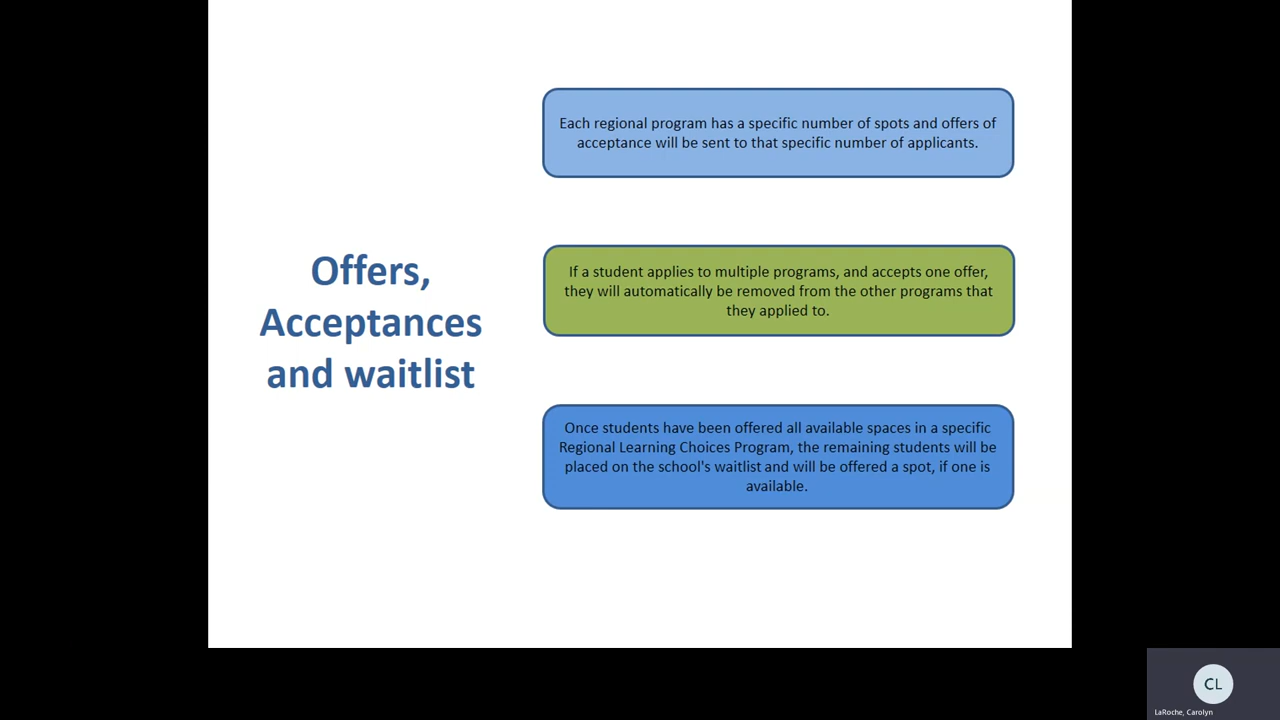 Each regional program has a specific number of spots and offers of
acceptance will be sent to that specific number of applicants.
Offers,
Acceptances
and waitlist
If a student applies to multiple programs, and accepts one offer,
they will automatically be removed from the other programs that
they applied to.
Once students have been offered all available spaces in a specific
Regional Learning Choices Program, the remaining students will be
placed on the school's waitlist and will be offered a spot, if one is
available.
CL
LaRoche, Carolyn